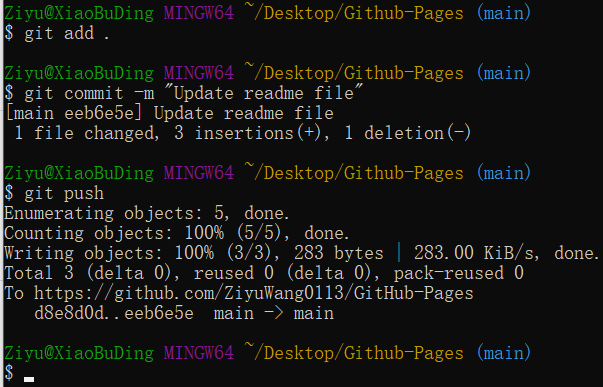 Ziyu@XiaoBuDing MINGW64 ~/Desktop/Github-Pages (main)
$ git add .
Ziyu@XiaoBuDing MINGW64 ~/Desktop/Github-Pages (main)
$ git commit -m "Update readme file"
[main eeb6e5e] Update readme file
1 file changed, 3 insertions(+), 1 deletion(-)
Ziyu@XiaoBuDing MINGW64 ~/Desktop/Github-Pages (main)
$ git push
Enumerating objects: 5, done.
Counting objects: 100% (5/5), done.
Writing objects: 100% (3/3), 283 bytes | 283.00 KiB/s, done.
Total 3 (delta 0), reused 0 (delta 0), pack-reused 0
To https://github.com/ZiyuWang0113/GitHub-Pages
d8e8d0d..eeb6e5e  main -> main
Ziyu@XiaoBuDing MINGW64 ~/Desktop/Github-Pages (main)
$